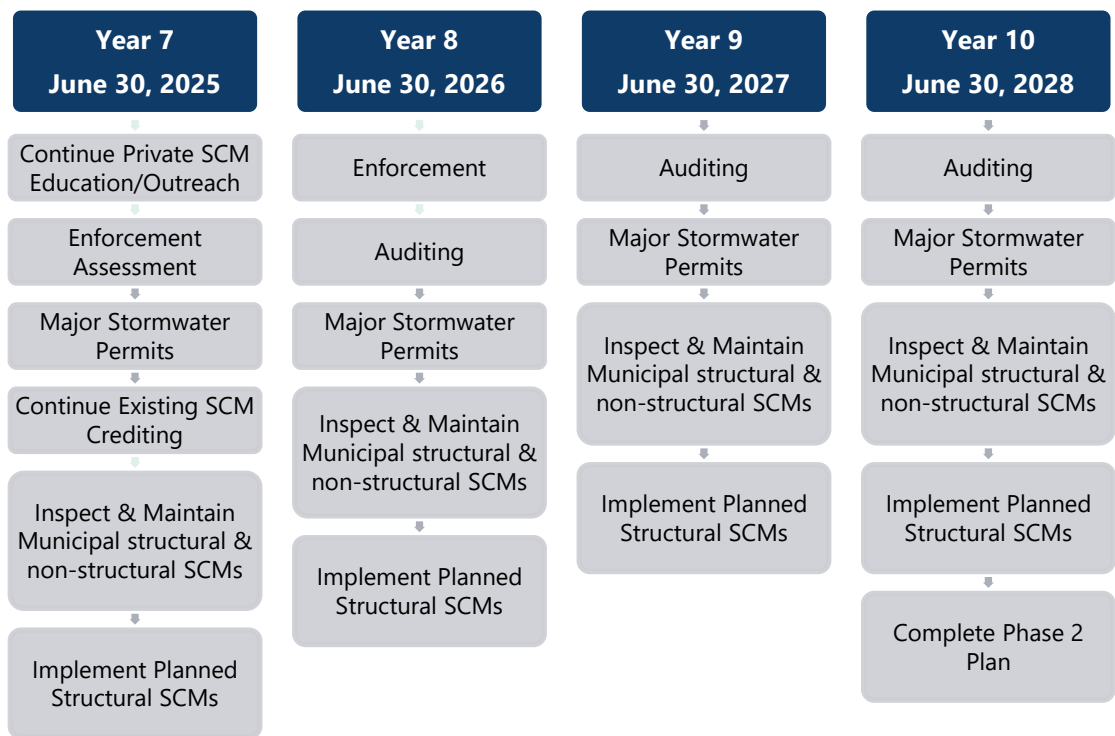 Year 7
June 30, 2025
Continue Private SCM
Education/Outreach
Enforcement
Assessment
Major Stormwater
Permits
Continue Existing SCM
Crediting
Inspect & Maintain
Municipal structural &
non-structural SCMs
Implement Planned
Structural SCMs
Year 8
June 30, 2026
Enforcement
Auditing
Major Stormwater
Permits
Inspect & Maintain
Municipal structural &
non-structural SCMs
Implement Planned
Structural SCMs
Year 9
June 30, 2027
Auditing
Major Stormwater
Permits
Inspect & Maintain
Municipal structural &
non-structural SCMs
Implement Planned
Structural SCMs
Year 10
June 30, 2028
Auditing
Major Stormwater
Permits
Inspect & Maintain
Municipal structural &
non-structural SCMs
Implement Planned
Structural SCMs
Complete Phase 2
Plan